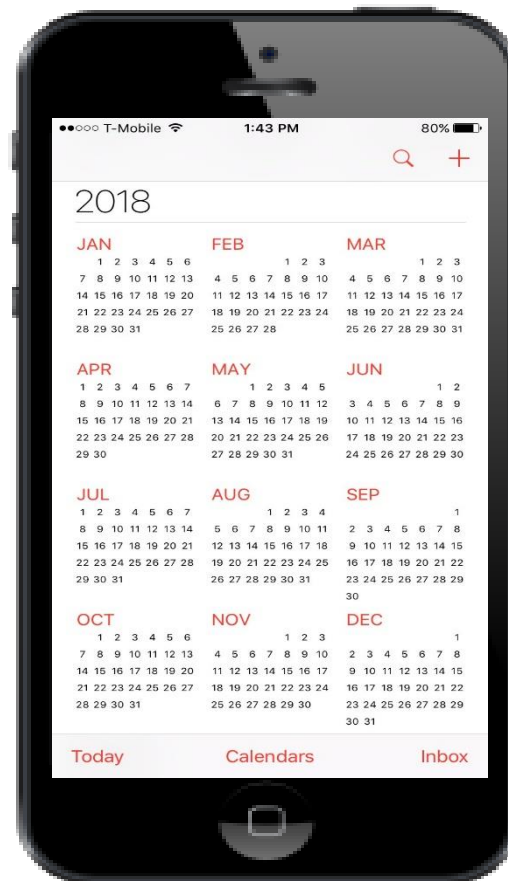 T-Mobile 1:43 PM 80%
2018
JAN
1 2 3 4 5 6
7 8 9 10 11 12 13
14 15 16 17 18 19 20
21 22 23 24 25 26 27
28 29 30 31
FEB
1 2 3
4 5 6 7 8 9 10
11 12 13 14 15 16 17
18 19 20 21 22 23 24
25 26 27 28
MAR
1 2 3
4 5 6 7 8 9 10
11 12 13 14 15 16 17
18 19 20 21 22 23 24
25 26 27 28 29 30 31
APR
1 2 3 4 5 6 7
8 9 10 11 12 13 14
15 16 17 18 19 20 21
22 23 24 25 26 27 28
29 30
MAY
1 2 3 4 5
6 7 8 9 10 11 12
13 14 15 16 17 18 19
20 21 22 23 24 25 26
27 28 29 30 31
JUN
1 2
3 4 5 6 7 8 9
10 11 12 13 14 15 16
17 18 19 20 21 22 23
24 25 26 27 28 29 30
JUL
1 2 3 4 5 6 7
8 9 10 11 12 13 14
15 16 17 18 19 20 21
22 23 24 25 26 27 28
29 30 31
AUG
1 2 3 4
5 6 7 8 9 10 11
12 13 14 15 16 17 18
19 20 21 22 23 24 25
26 27 28 29 30 31
SEP
1
2 3 4 5 6 7 8
9 10 11 12 13 14 15
16 17 18 19 20 21 22
23 24 25 26 27 28 29
30
OCT
1 2 3 4 5 6
7 8 9 10 11 12 13
14 15 16 17 18 19 20
21 22 23 24 25 26 27
28 29 30 31
NOV
1 2 3
4 5 6 7 8 9 10
11 12 13 14 15 16 17
18 19 20 21 22 23 24
25 26 27 28 29 30
DEC
1
2 3 4 5 6 7 8
9 10 11 12 13 14 15
16 17 18 19 20 21 22
23 24 25 26 27 28 29
30 31
Today Calendars Inbox